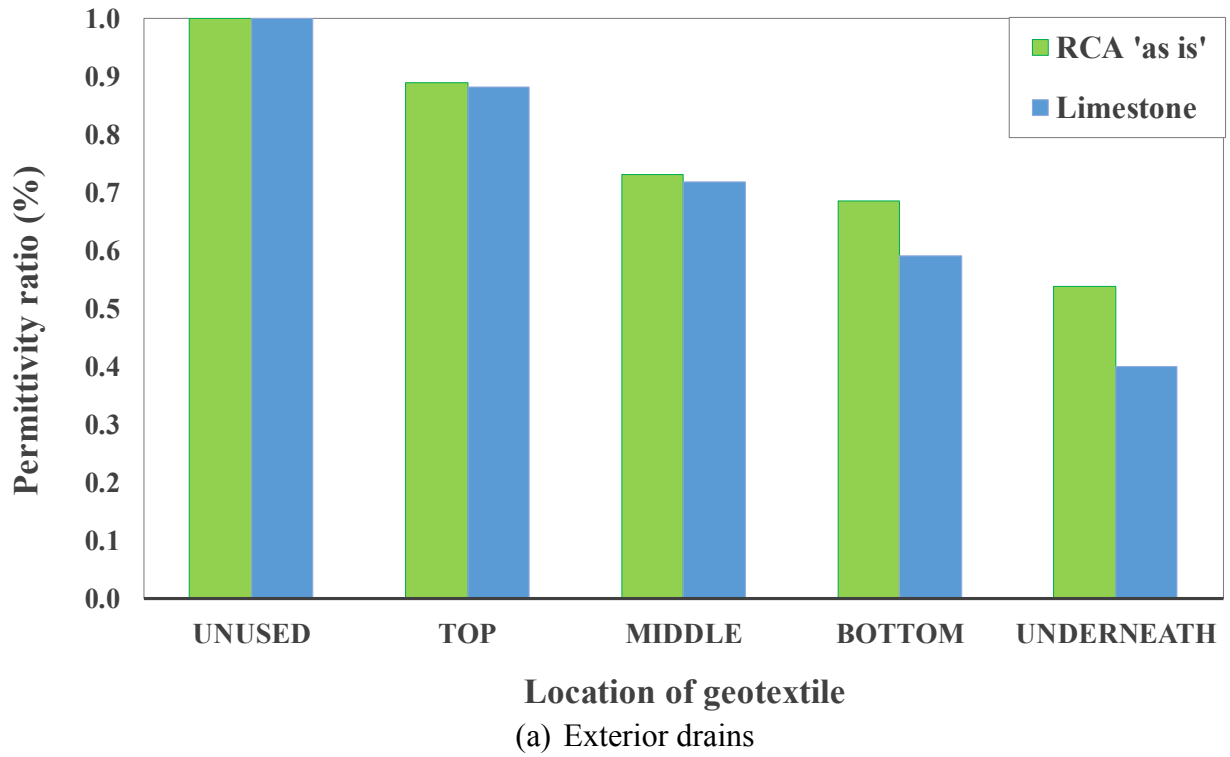 1.0
0.9
0.8
0.7
0.6
0.5
0.4
0.3
0.2
0.1
0.0
Permittivity ratio (%)
RCA 'as is'
Limestone
UNUSED TOP MIDDLE BOTTOM UNDERNEATH
Location of geotextile
(a) Exterior drains